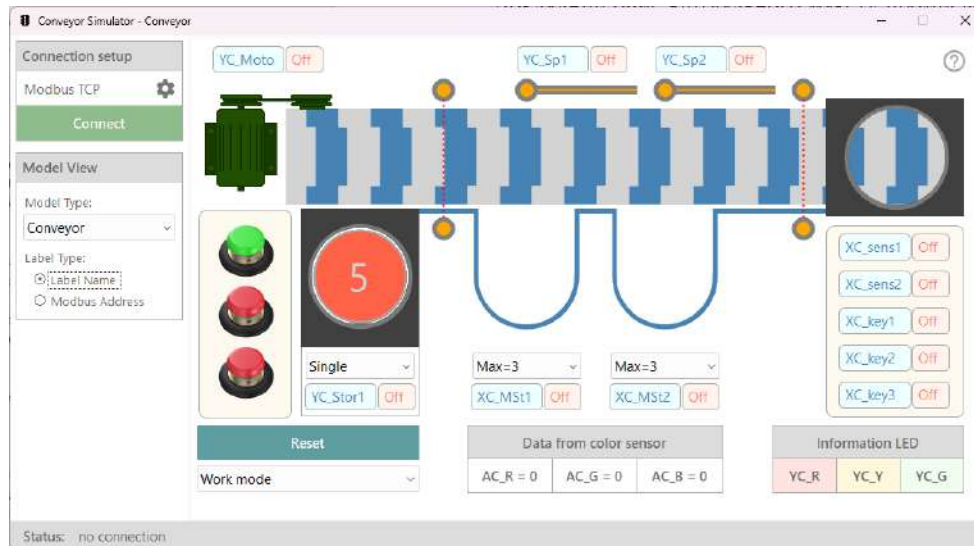 Conveyor Simulator - Conveyor
Connection setup
Modbus TCP
Connect
Model View
Model Type:
Conveyor
Label Type:
Label Name
Modbus Address
YC_Moto Off
YC_Sp1 Off
YC_Sp2 Off
5
Single
YC_Stor1 Off
Max=3
XC_MSt1 Off
Max=3
XC_MSt2 Off
XC_sens1 Off
XC_sens2 Off
XC_key1 Off
XC_key2 Off
XC_key3 Off
Reset
Work mode
Data from color sensor
AC_R = 0 AC_G = 0 AC_B = 0
Information LED
YC_R YC_Y YC_G
Status: no connection